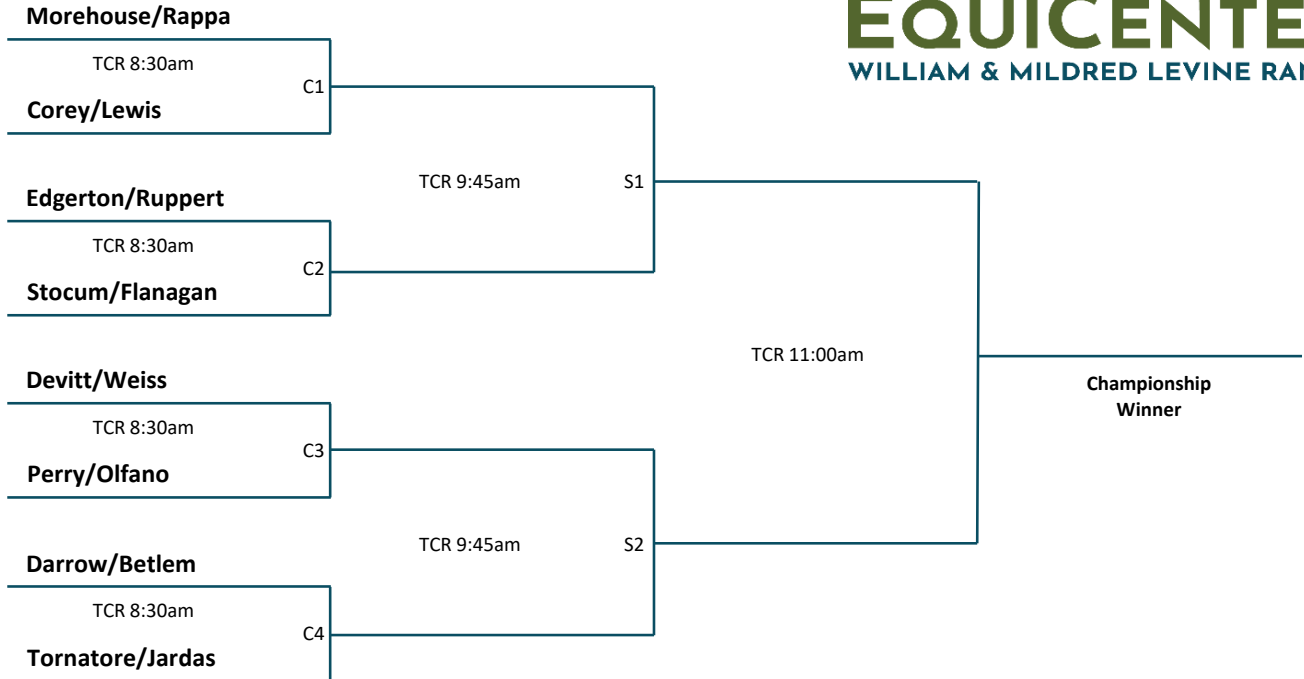 Morehouse/Rappa
EQUICENTE
WILLIAM & MILDRED LEVINE RAN
TCR 8:30am
C1
Corey/Lewis
TCR 9:45am
S1
Edgerton/Ruppert
TCR 8:30am
C2
Stocum/Flanagan
TCR 11:00am
Devitt/Weiss
Championship
Winner
TCR 8:30am
C3
Perry/Olfano
TCR 9:45am
S2
Darrow/Betlem
TCR 8:30am
C4
Tornatore/Jardas